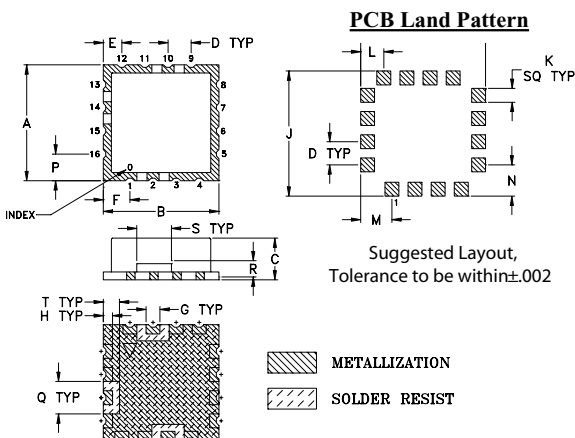 PCB Land Pattern
E
D TYP
12
11
10
9
13
14
15
16
8
7
6
5
A
P
0
1
2
3
4
F
B
INDEX
S TYP
R
C
T TYP
H TYP
G TYP
Q TYP
L
K
SQ TYP
J
D TYP
N
M
1
Suggested Layout,
Tolerance to be within±.002
METALLIZATION
SOLDER RESIST